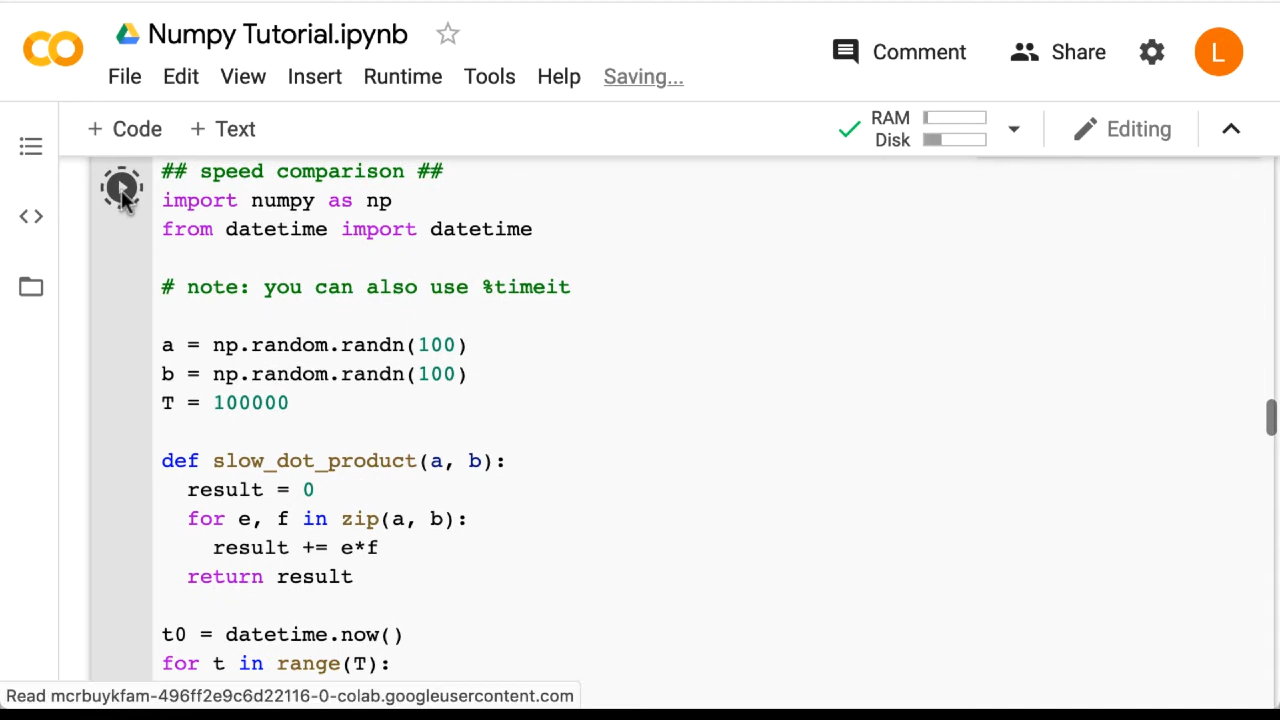 Numpy Tutorial.ipynb
Comment
Share
L
File Edit View Insert Runtime Tools Help Saving...
+ Code + Text
RAM
Disk
Editing
## speed comparison ##
import numpy as np
from datetime import datetime
# note: you can also use %timeit
a = np.random.randn(100)
b = np.random.randn(100)
T = 100000
def slow_dot_product(a, b):
  result = 0
  for e, f in zip(a, b):
    result += e*f
  return result
t0 = datetime.now()
for t in range(T):
Read mcrbuykfam-496ff2e9c6d22116-0-colab.googleusercontent.com